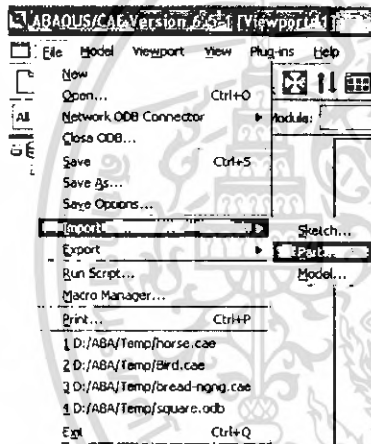 ABAQUS/CAE Version 6.5-1 [Viewport: 1]
File Model Viewport View Plug-ins Help
New
Open... Ctrl+O
Network ODB Connector
Close ODB...
Save Ctrl+S
Save As...
Save Options...
Import
Export
Run Script...
Macro Manager...
Print... Ctrl+P
1 D:/ABA/Temp/horse.cae
2 D:/ABA/Temp/Bird.cae
3 D:/ABA/Temp/bread-ngng.cae
4 D:/ABA/Temp/square.odb
Exit Ctrl+Q
Module:
All
Sketch...
Part...
Model...